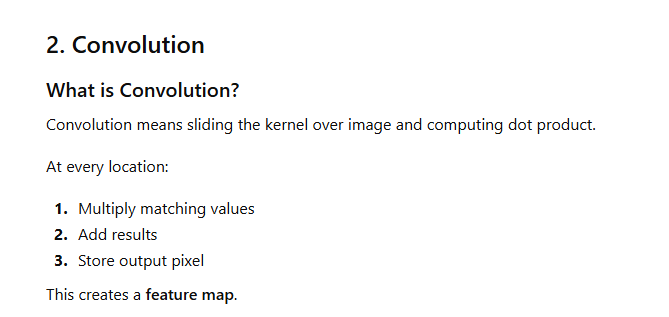 2. Convolution
What is Convolution?
Convolution means sliding the kernel over image and computing dot product.
At every location:
1. Multiply matching values
2. Add results
3. Store output pixel
This creates a feature map.